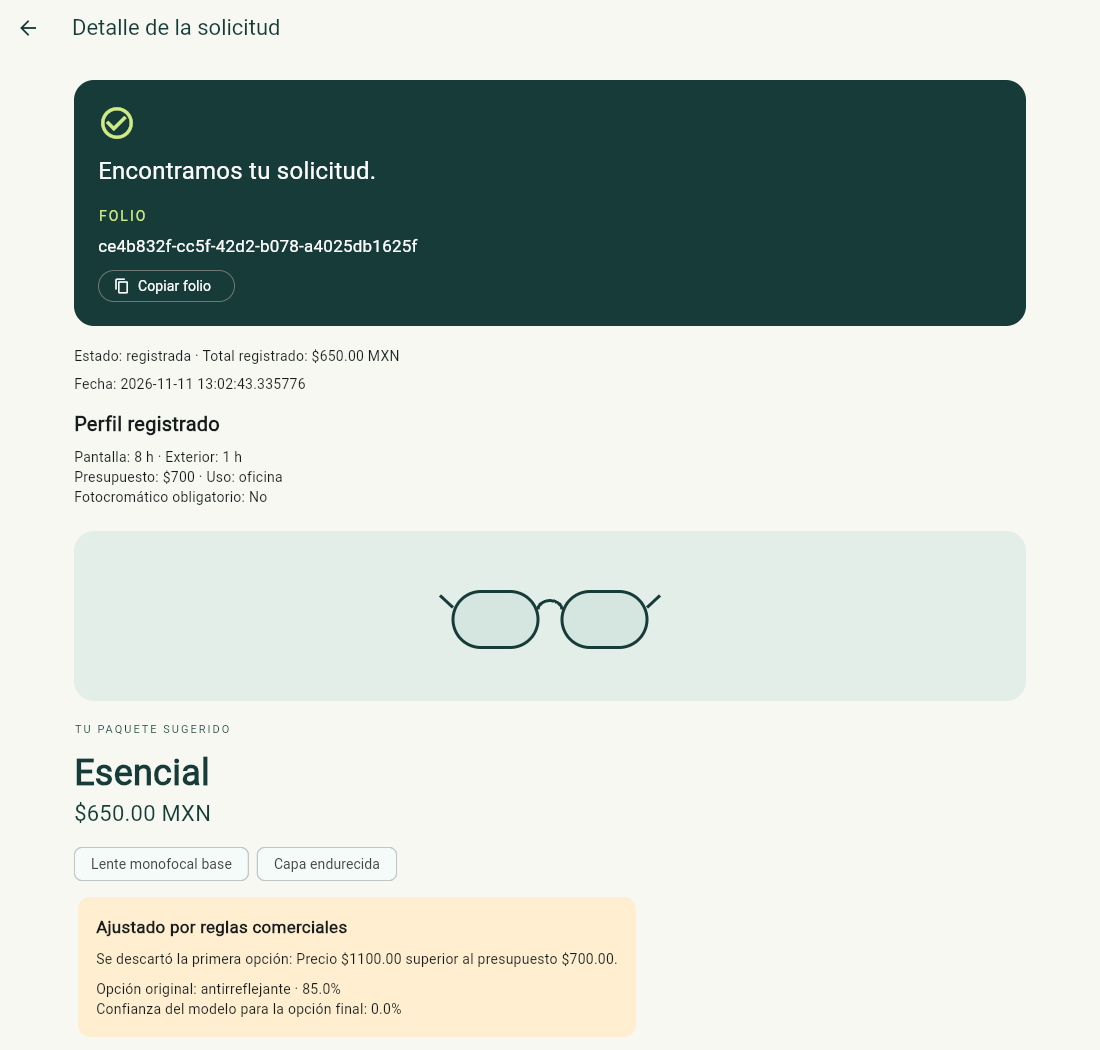 Detalle de la solicitud
Encontramos tu solicitud.
FOLIO
ce4b832f-cc5f-42d2-b078-a4025db1625f
Copiar folio
Estado: registrada · Total registrado: $650.00 MXN
Fecha: 2026-11-11 13:02:43.335776
Perfil registrado
Pantalla: 8 h · Exterior: 1 h
Presupuesto: $700 · Uso: oficina
Fotocromático obligatorio: No
TU PAQUETE SUGERIDO
Esencial
$650.00 MXN
Lente monofocal base
Capa endurecida
Ajustado por reglas comerciales
Se descartó la primera opción: Precio $1100.00 superior al presupuesto $700.00.
Opción original: antirreflejante · 85.0%
Confianza del modelo para la opción final: 0.0%